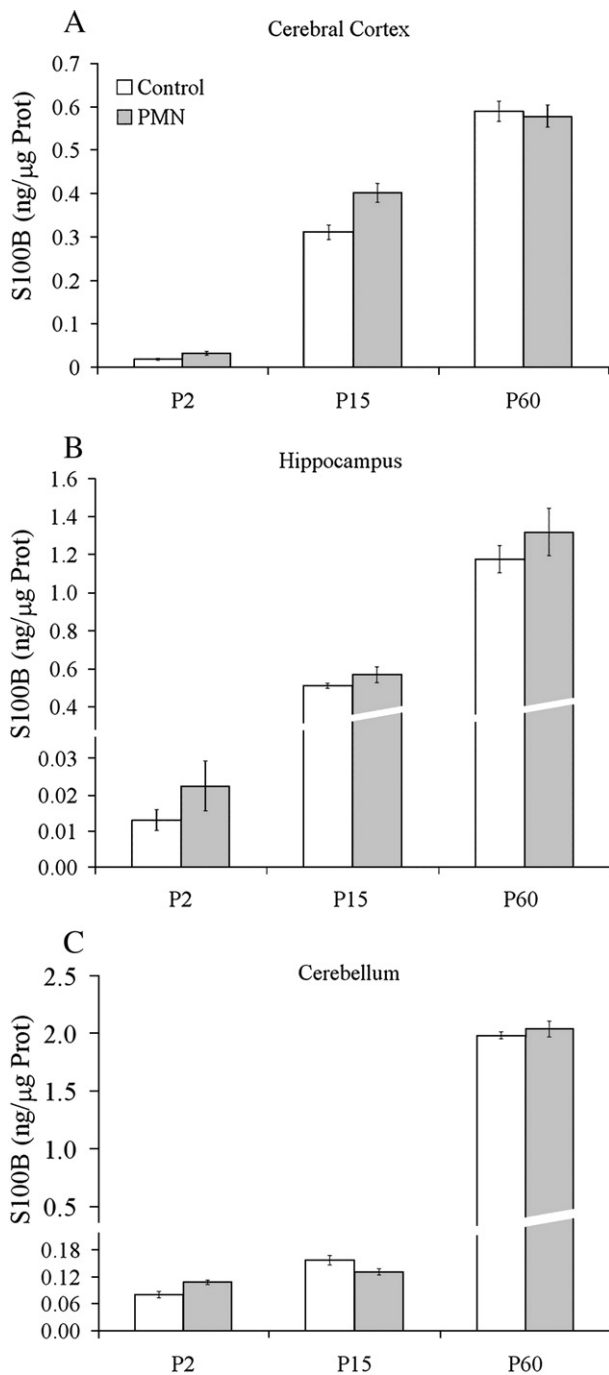 A
Cerebral Cortex
S100B (ng/μg Prot)
0.7
0.6
0.5
0.4
0.3
0.2
0.1
0
Control
PMN
P2 P15 P60
B
Hippocampus
S100B (ng/μg Prot)
1.6
1.4
1.2
1.0
0.8
0.6
0.4
0.03
0.02
0.01
0.00
P2 P15 P60
C
Cerebellum
S100B (ng/μg Prot)
2.5
2.0
1.5
1.0
0.5
0.18
0.12
0.06
0.00
P2 P15 P60